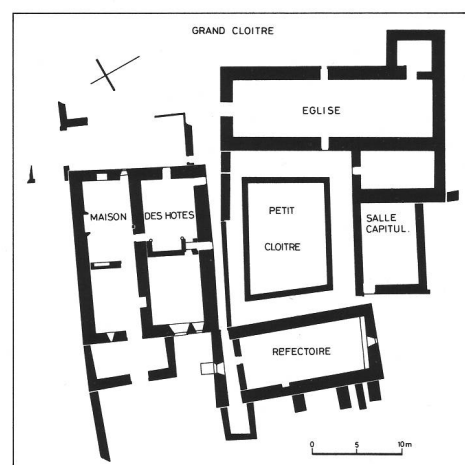 GRAND CLOITRE
EGLISE
MAISON DES HOTES
PETIT
CLOITRE
SALLE
CAPITUL.
REFECTOIRE
0 5 10m